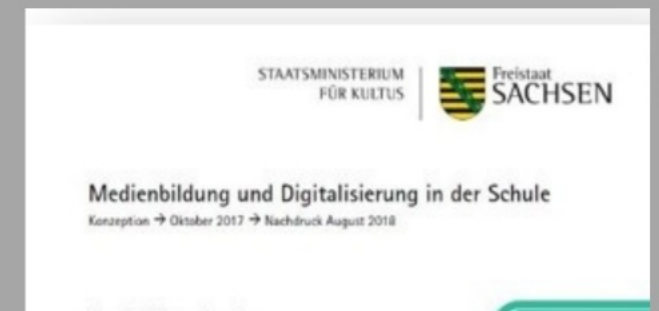 STAATSMINISTERIUM
FÜR KULTUS
Freistaat
SACHSEN
Medienbildung und Digitalisierung in der Schule
Konzeption → Oktober 2017 → Nachdruck August 2018